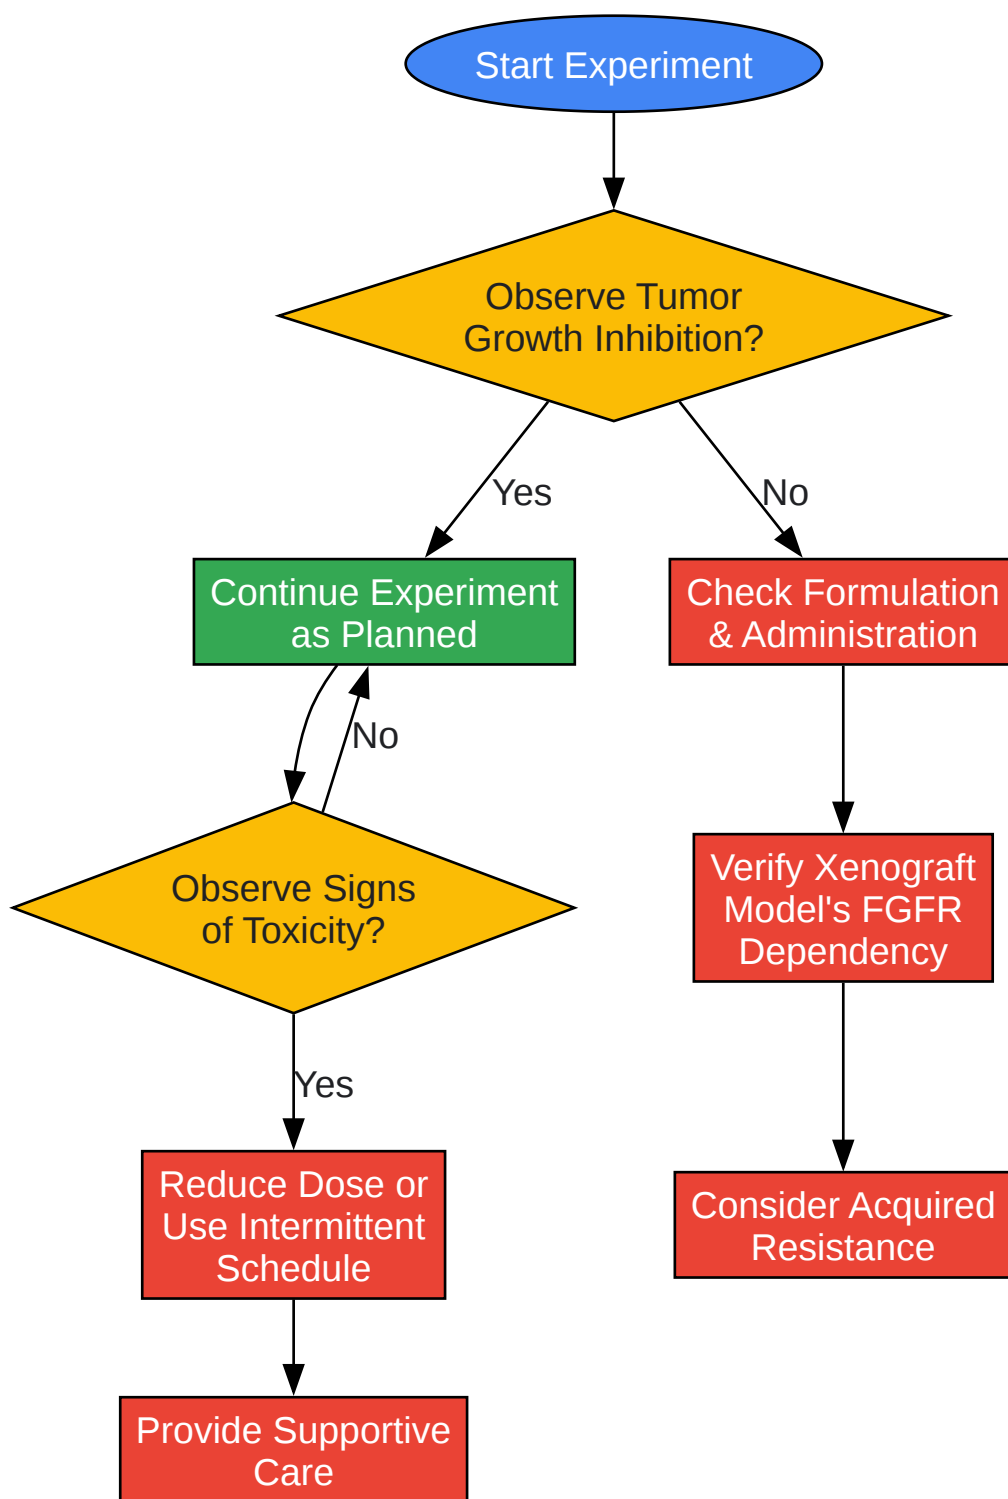 Start Experiment
Observe Tumor
Growth Inhibition?
Yes
No
Continue Experiment
as Planned
Check Formulation
& Administration
No
Observe Signs
of Toxicity?
Verify Xenograft
Model's FGFR
Dependency
Yes
Reduce Dose or
Use Intermittent
Schedule
Consider Acquired
Resistance
Provide Supportive
Care